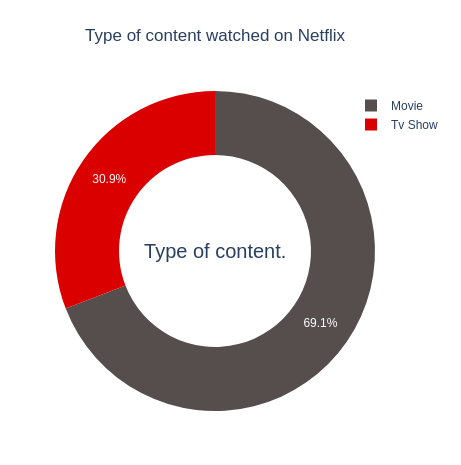 Type of content watched on Netflix
Movie
Tv Show
30.9%
Type of content.
69.1%